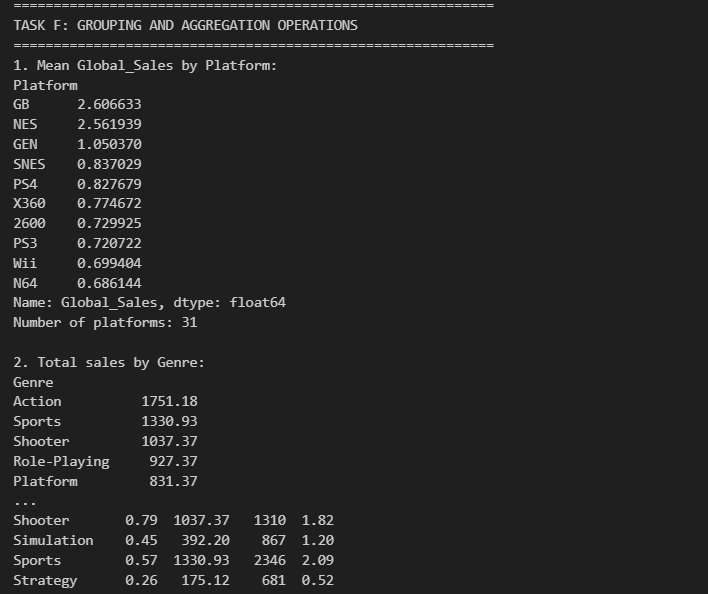 ============================================================
TASK F: GROUPING AND AGGREGATION OPERATIONS
============================================================
1. Mean Global_Sales by Platform:
Platform
GB      2.606633
NES     2.561939
GEN     1.050370
SNES    0.837029
PS4     0.827679
X360    0.774672
2600    0.729925
PS3     0.720722
Wii     0.699404
N64     0.686144
Name: Global_Sales, dtype: float64
Number of platforms: 31

2. Total sales by Genre:
Genre
Action          1751.18
Sports          1330.93
Shooter         1037.37
Role-Playing     927.37
Platform         831.37
...
Shooter       0.79  1037.37   1310  1.82
Simulation    0.45   392.20    867  1.20
Sports        0.57  1330.93   2346  2.09
Strategy      0.26   175.12    681  0.52